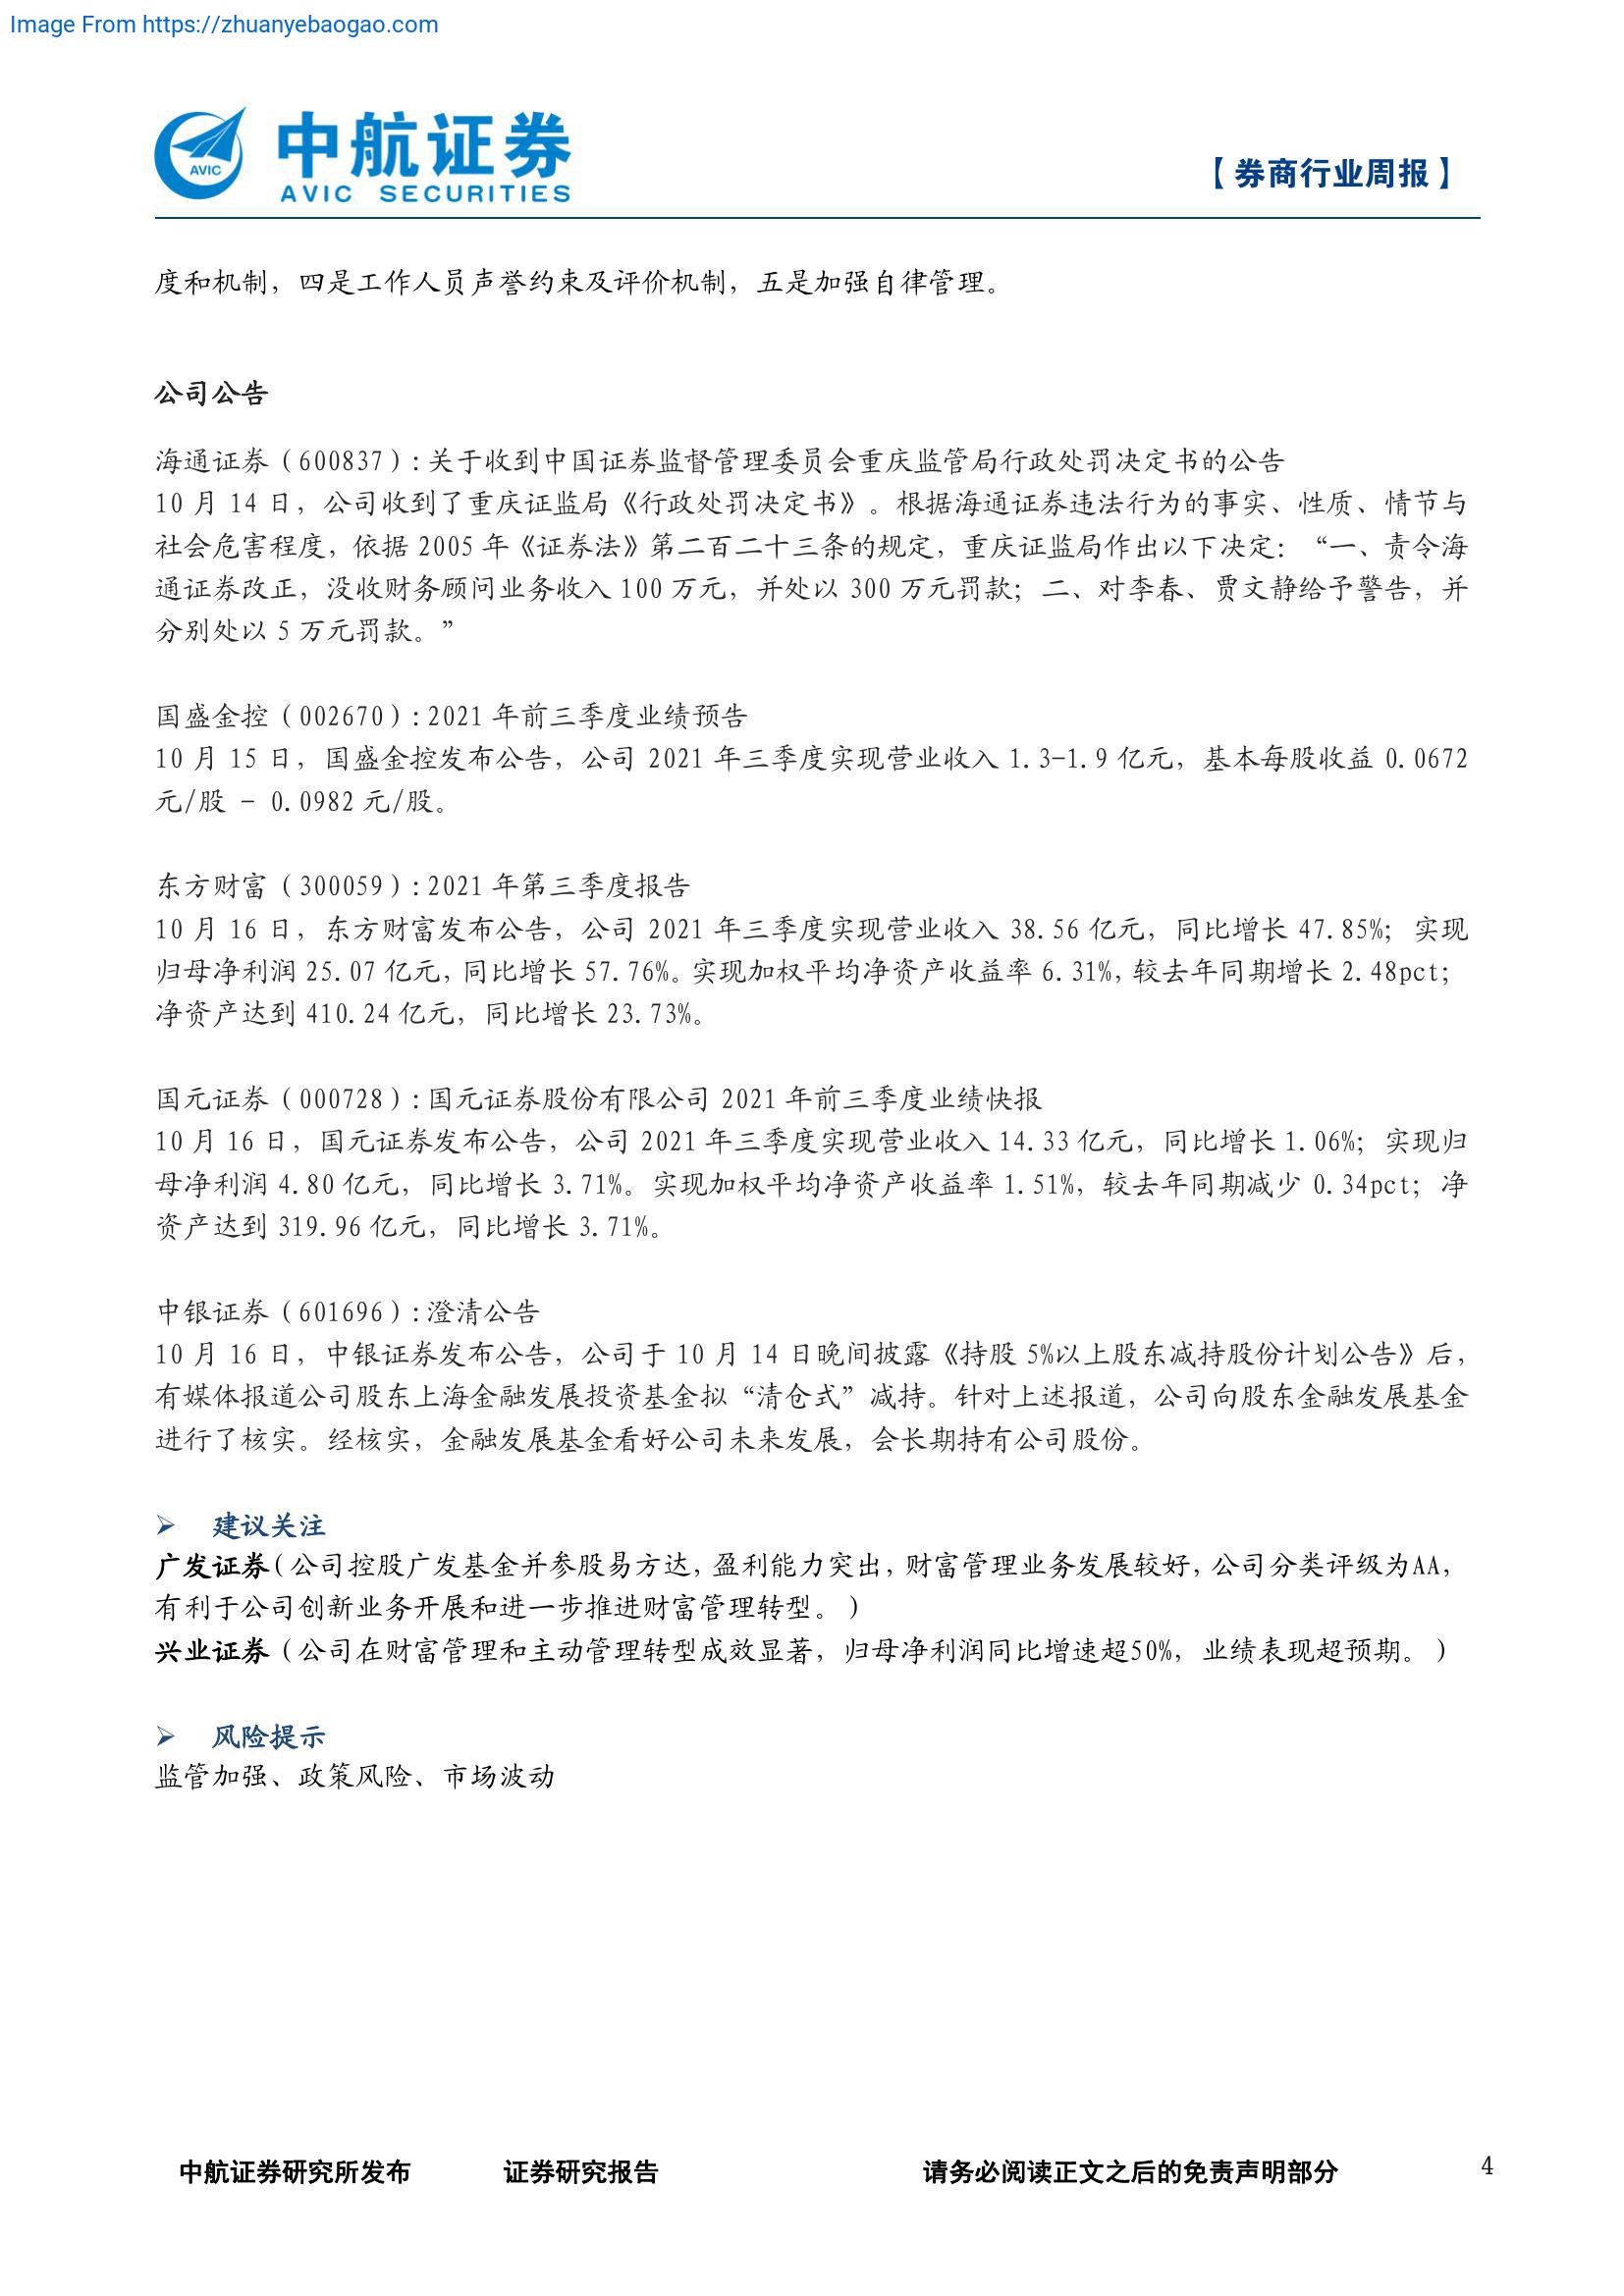 Image From https://zhuanyebaogao.com
AVIC
中航证券
AVIC SECURITIES
【券商行业周报】
度和机制，四是工作人员声誉约束及评价机制，五是加强自律管理。
公司公告
海通证券（600837）:关于收到中国证券监督管理委员会重庆监管局行政处罚决定书的公告
10 月 14 日，公司收到了重庆证监局《行政处罚决定书》。根据海通证券违法行为的事实、性质、情节与
社会危害程度，依据 2005 年《证券法》第二百二十三条的规定，重庆证监局作出以下决定：“一、责令海
通证券改正，没收财务顾问业务收入 100 万元，并处以 300 万元罚款；二、对李春、贾文静给予警告，并
分别处以 5 万元罚款。”
国盛金控（002670）:2021 年前三季度业绩预告
10 月 15 日，国盛金控发布公告，公司 2021 年三季度实现营业收入 1.3-1.9 亿元，基本每股收益 0.0672
元/股 - 0.0982 元/股。
东方财富（300059）:2021 年第三季度报告
10 月 16 日，东方财富发布公告，公司 2021 年三季度实现营业收入 38.56 亿元，同比增长 47.85%；实现
归母净利润 25.07 亿元，同比增长 57.76%。实现加权平均净资产收益率 6.31%，较去年同期增长 2.48pct；
净资产达到 410.24 亿元，同比增长 23.73%。
国元证券（000728）:国元证券股份有限公司 2021 年前三季度业绩快报
10 月 16 日，国元证券发布公告，公司 2021 年三季度实现营业收入 14.33 亿元，同比增长 1.06%；实现归
母净利润 4.80 亿元，同比增长 3.71%。实现加权平均净资产收益率 1.51%，较去年同期减少 0.34pct；净
资产达到 319.96 亿元，同比增长 3.71%。
中银证券（601696）:澄清公告
10 月 16 日，中银证券发布公告，公司于 10 月 14 日晚间披露《持股 5%以上股东减持股份计划公告》后，
有媒体报道公司股东上海金融发展投资基金拟“清仓式”减持。针对上述报道，公司向股东金融发展基金
进行了核实。经核实，金融发展基金看好公司未来发展，会长期持有公司股份。
➢ 建议关注
广发证券（公司控股广发基金并参股易方达，盈利能力突出，财富管理业务发展较好，公司分类评级为AA，
有利于公司创新业务开展和进一步推进财富管理转型。）
兴业证券（公司在财富管理和主动管理转型成效显著，归母净利润同比增速超50%，业绩表现超预期。）
➢ 风险提示
监管加强、政策风险、市场波动
中航证券研究所发布 证券研究报告 请务必阅读正文之后的免责声明部分 4